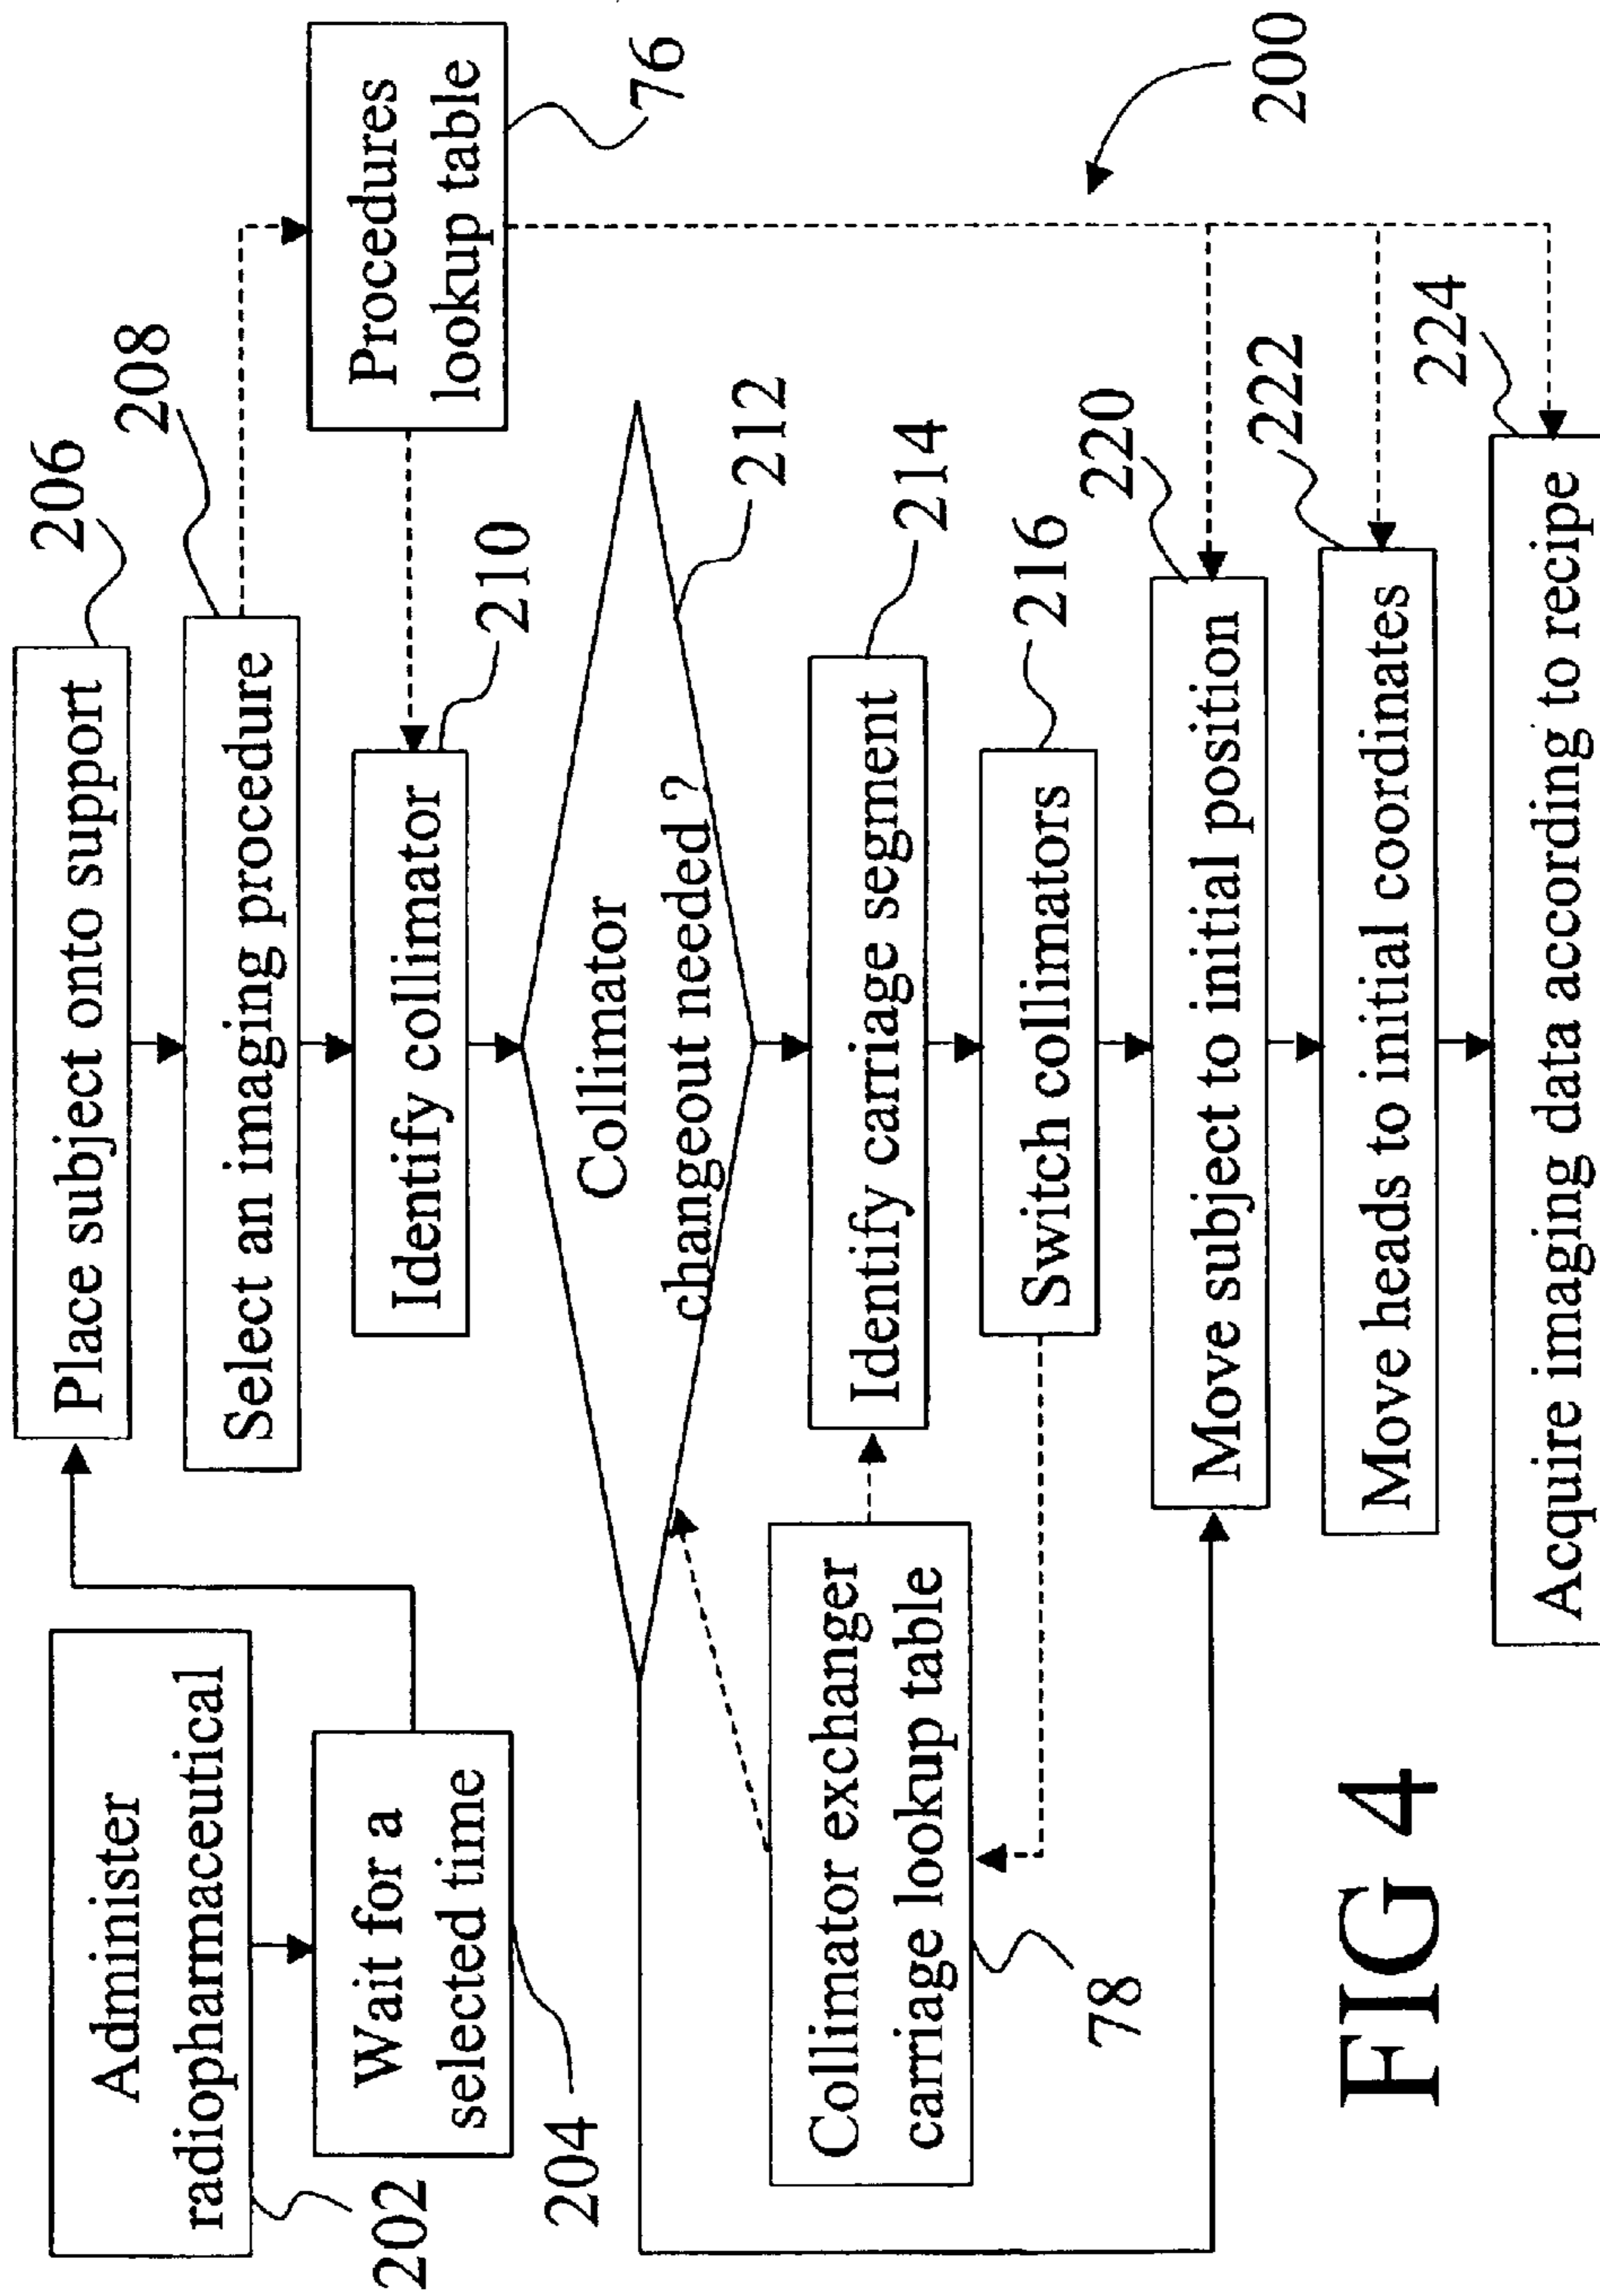 Administer
radiopharmaceutical
202
Wait for a
selected time
204
Place subject onto support
206
Select an imaging procedure
208
Procedures
lookup table
76
Identify collimator
210
Collimator
changeout needed ?
212
Collimator exchanger
carriage lookup table
78
Identify carriage segment
214
Switch collimators
216
Move subject to initial position
220
Move heads to initial coordinates
222
Acquire imaging data according to recipe
224
200
FIG 4